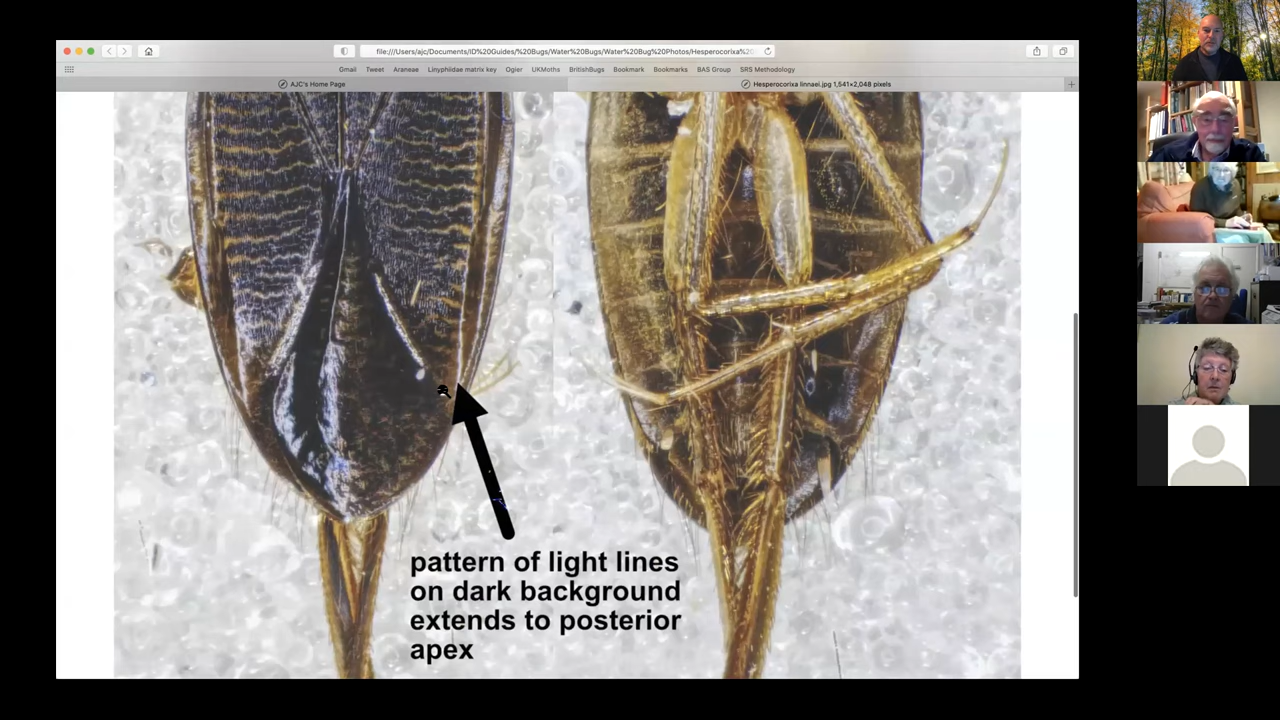 file:///Users/ajc/Documents/ID%20Guides/%20Bugs/Water%20Bugs/Water%20Bug%20Photos/Hesperocorixa%20
Gmail Tweet Araneae Linyphiidae matrix key Ogier UKMoths BritishBugs Bookmark Bookmarks BAS Group SRS Methodology
AJC's Home Page Hesperocorixa linnaei.jpg 1,541×2,048 pixels
pattern of light lines
on dark background
extends to posterior
apex